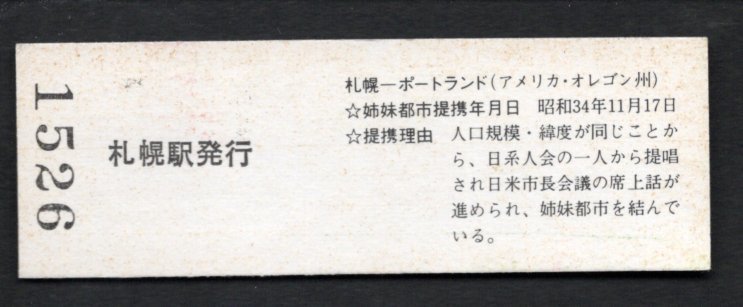 1526
札幌駅発行
札幌―ポートランド(アメリカ・オレゴン州)
☆姉妹都市提携年月日 昭和34年11月17日
☆提携理由 人口規模・緯度が同じことか
ら、日系人会の一人から提唱
され日米市長会議の席上話が
進められ、姉妹都市を結んで
いる。